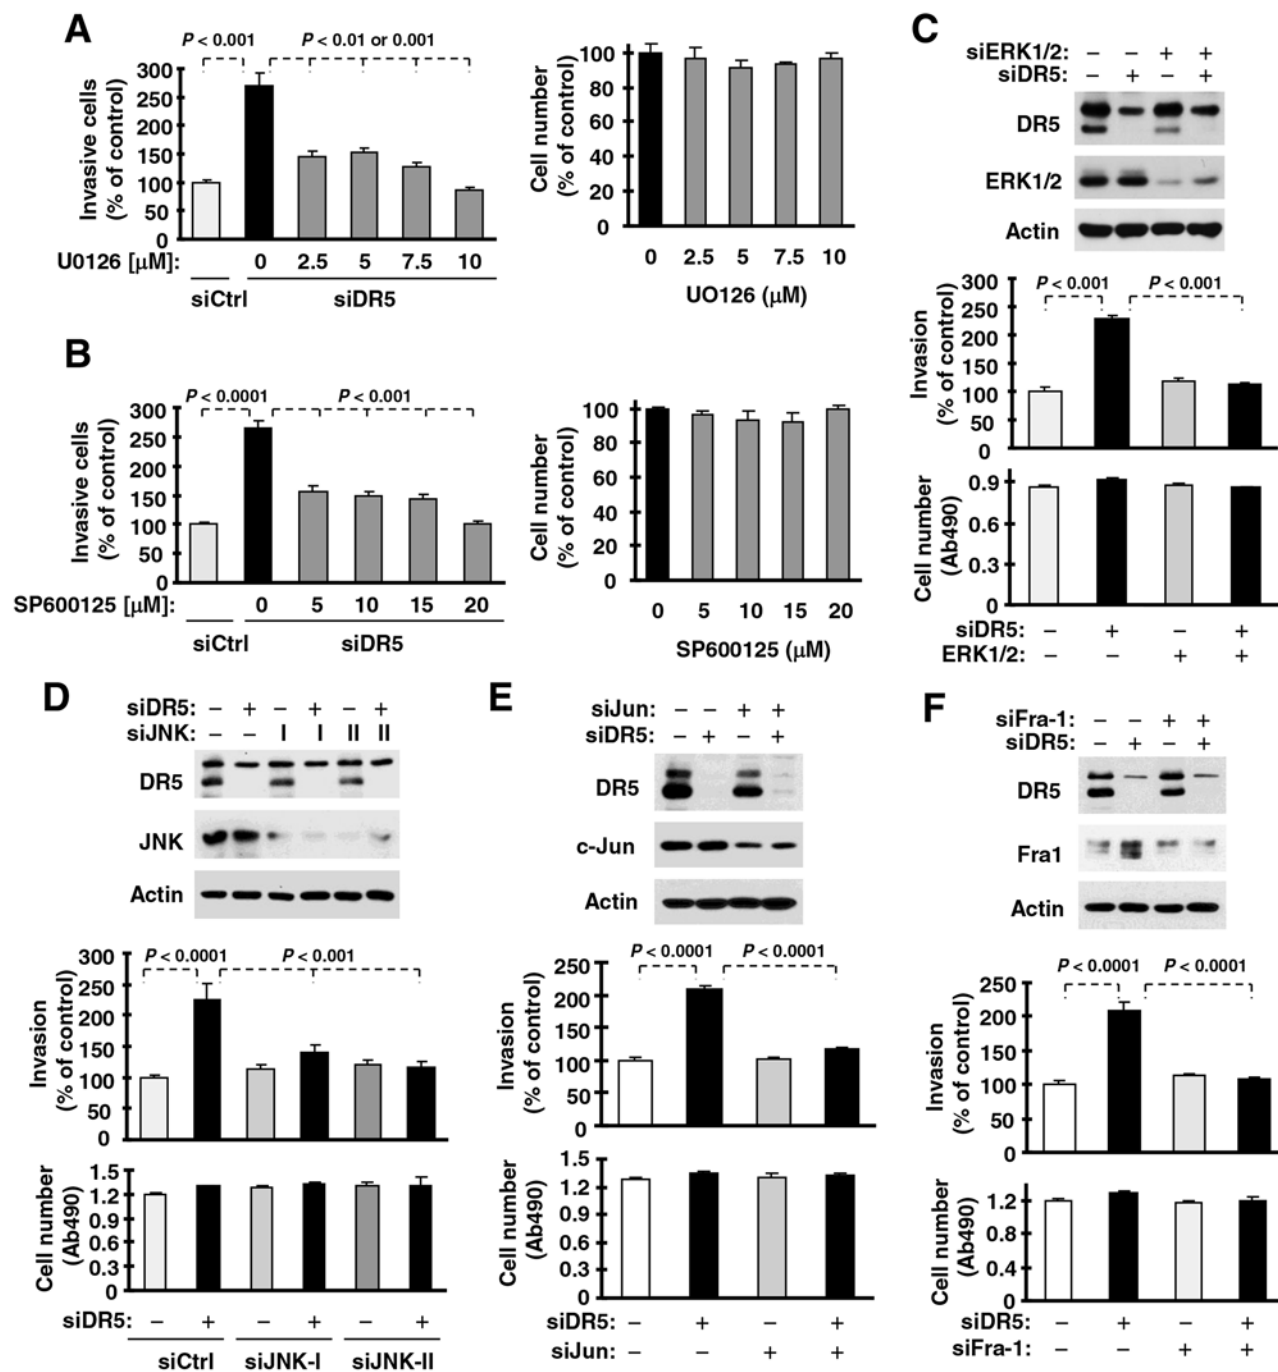 A
P < 0.001
P < 0.01 or 0.001
Invasive cells
(% of control)
300
250
150
100
50
0
U0126 [μM]:
0 2.5 5 7.5 10
siCtrl
siDR5
Cell number
(% of control)
100
80
60
40
20
0
0 2.5 5 7.5 10
UO126 (μM)
B
P < 0.0001
P < 0.001
Invasive cells
(% of control)
300
250
150
100
50
0
SP600125 [μM]:
0 5 10 15 20
siCtrl
siDR5
Cell number
(% of control)
100
80
60
40
20
0
0 5 10 15 20
SP600125 (μM)
C
siERK1/2: – – + +
siDR5: – + – +
DR5
ERK1/2
Actin
P < 0.001
P < 0.001
Invasion
(% of control)
300
250
200
150
100
50
0
Cell number
(Ab490)
0.9
0.6
0.3
0
siDR5: – + – +
ERK1/2: – – + +
D
siDR5: – + – + – +
siJNK: – – I I II II
DR5
JNK
Actin
P < 0.0001
P < 0.001
Invasion
(% of control)
300
250
200
150
100
50
0
Cell number
(Ab490)
1.5
1.2
0.9
0.6
0.3
0
siDR5: – + – + – +
siCtrl siJNK-I siJNK-II
E
siJun: – – + +
siDR5: – + – +
DR5
c-Jun
Actin
P < 0.0001
P < 0.0001
Invasion
(% of control)
250
200
150
100
50
0
Cell number
(Ab490)
1.5
1.2
0.9
0.6
0.3
0
siDR5: – + – +
siJun: – – + +
F
siFra-1: – – + +
siDR5: – + – +
DR5
Fra1
Actin
P < 0.0001
P < 0.0001
Invasion
(% of control)
250
200
150
100
50
0
Cell number
(Ab490)
1.2
0.8
0.4
0
siDR5: – + – +
siFra-1: – – + +